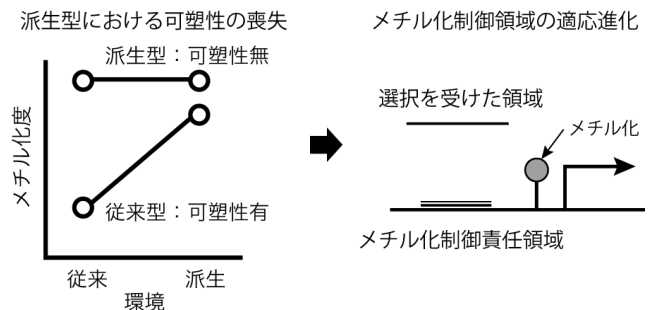 派生型における可塑性の喪失
派生型：可塑性無
メチル化度
従来型：可塑性有
従来
派生
環境
メチル化制御領域の適応進化
選択を受けた領域
メチル化
メチル化制御責任領域